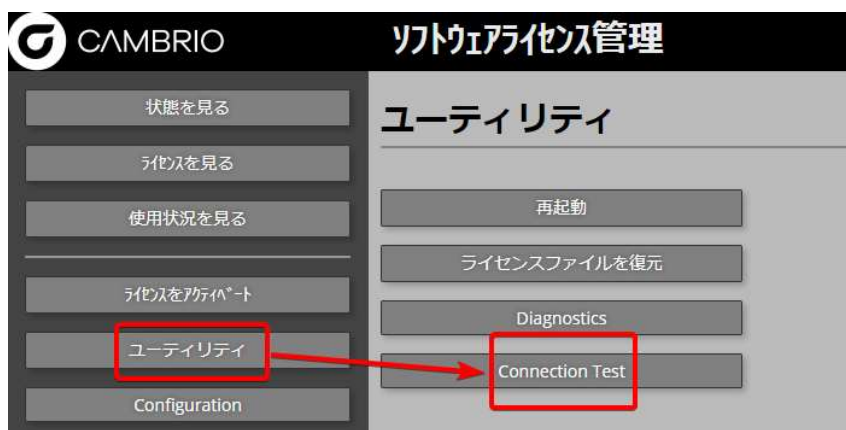 CAMBRIO
ソフトウェアライセンス管理
状態を見る
ライセンスを見る
使用状況を見る
ライセンスをアクティベート
ユーティリティ
Configuration
ユーティリティ
再起動
ライセンスファイルを復元
Diagnostics
Connection Test